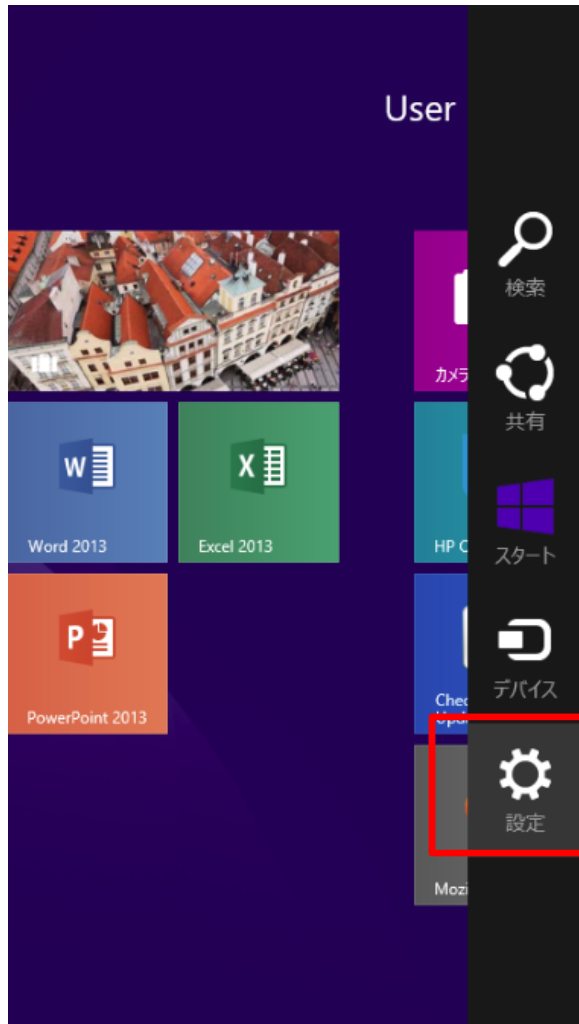 User
検索
カメラ
共有
Word 2013
Excel 2013
HP C
スタート
PowerPoint 2013
Chec
Upda
デバイス
設定
Mozi